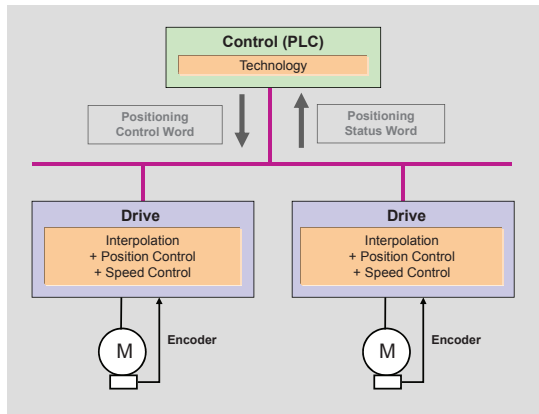 Control (PLC)
Technology
Positioning
Control Word
Positioning
Status Word
Drive
Interpolation
+ Position Control
+ Speed Control
Drive
Interpolation
+ Position Control
+ Speed Control
M
Encoder
M
Encoder